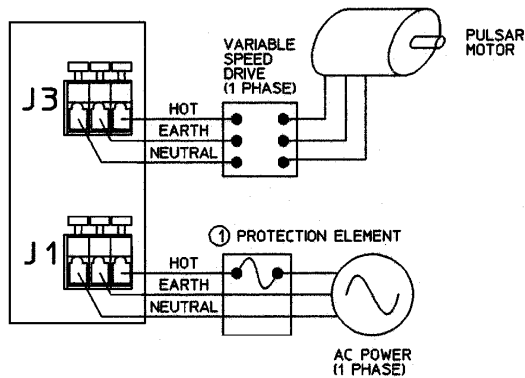 PULSAR
MOTOR
VARIABLE
SPEED
DRIVE
(1 PHASE)
J3
HOT
EARTH
NEUTRAL
1 PROTECTION ELEMENT
J1
HOT
EARTH
NEUTRAL
AC POWER
(1 PHASE)